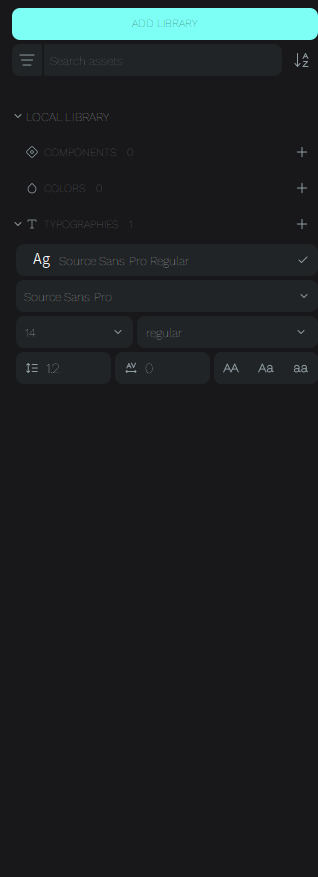 ADD LIBRARY
Search assets
A
Z
LOCAL LIBRARY
COMPONENTS 0
COLORS 0
TYPOGRAPHIES 1
Ag Source Sans Pro Regular
Source Sans Pro
14 regular
1.2 AV 0 AA Aa aa